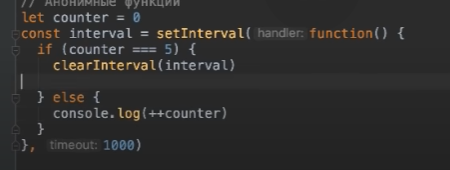 // Анонимные функции
let counter = 0
const interval = setInterval( handler: function() {
if (counter === 5) {
clearInterval(interval)
} else {
console.log(++counter)
}
}, timeout: 1000)